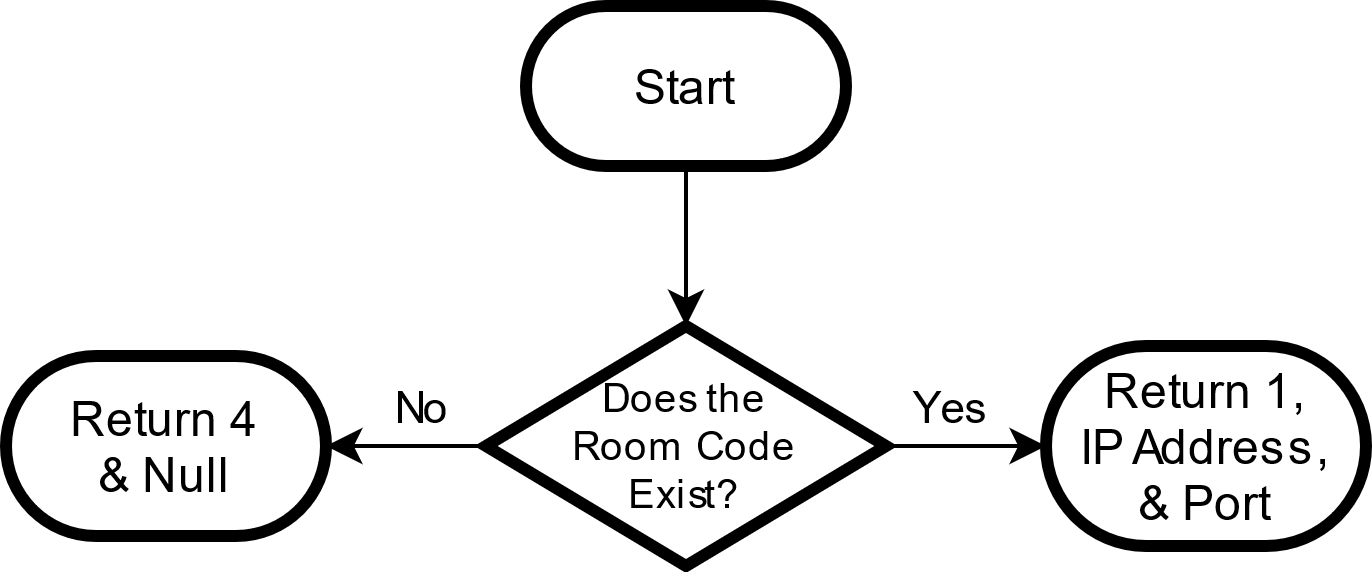 Start
No
Yes
Return 4
& Null
Does the
Room Code
Exist?
Return 1,
IP Address,
& Port